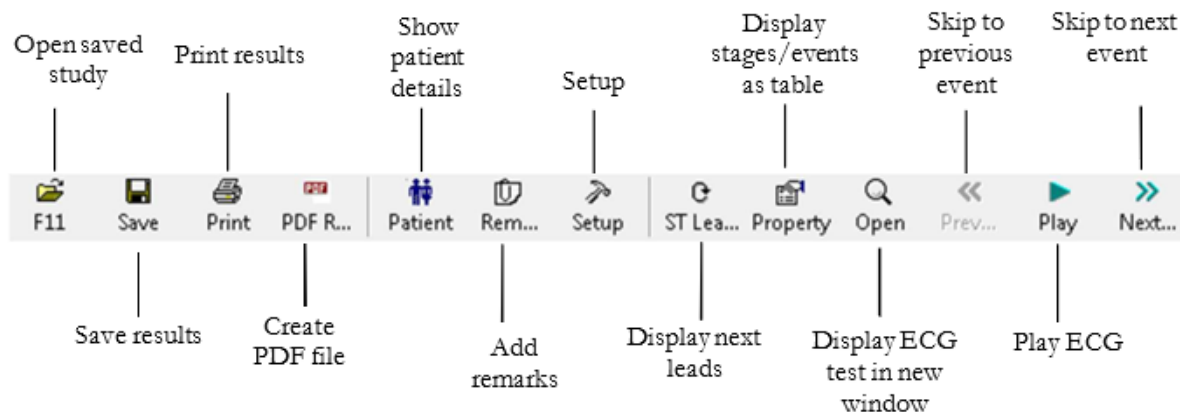 Open saved
study
Print results
Show
patient
details
Setup
Display
stages/events
as table
Skip to
previous
event
Skip to next
event
F11
Save
Print
PDF
PDF R...
Patient
Rem...
Setup
ST Lea...
Property
Open
Prev...
Play
Next...
Save results
Create
PDF file
Add
remarks
Display next
leads
Display ECG
test in new
window
Play ECG